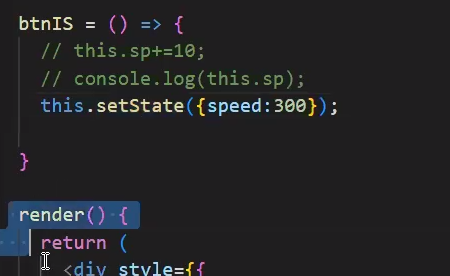 btnIS = () => {
// this.sp+=10;
// console.log(this.sp);
this.setState({speed:300});
}
render() {
return (
<div style={{